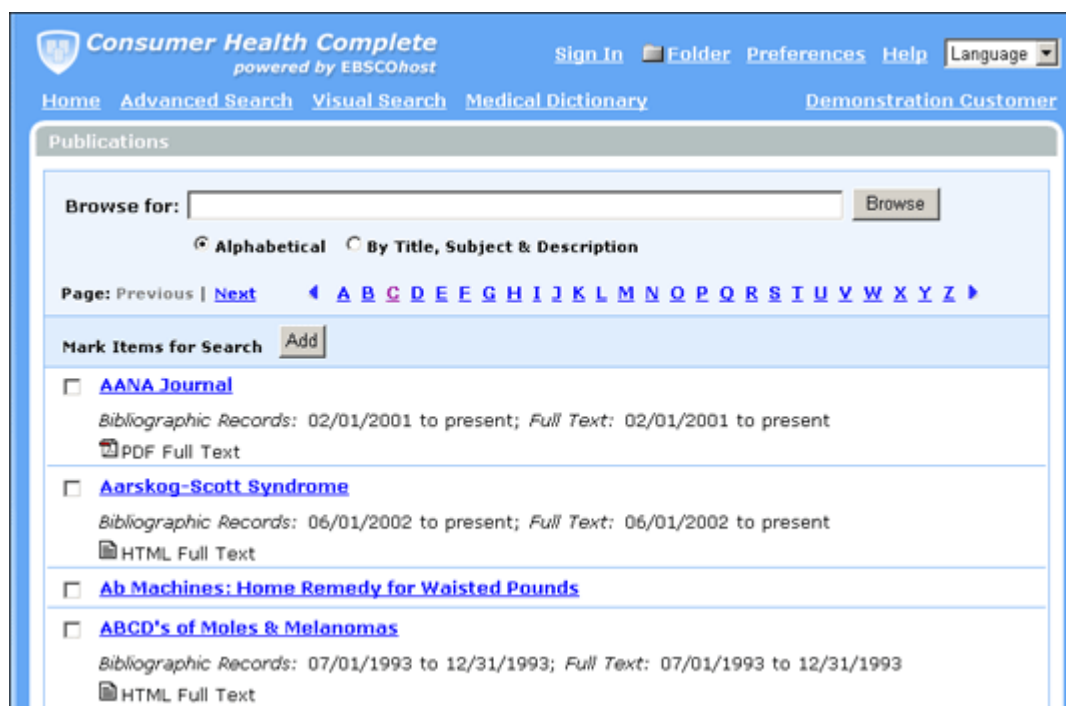 Consumer Health Complete
powered by EBSCOhost
Sign In Folder Preferences Help Language
Home Advanced Search Visual Search Medical Dictionary Demonstration Customer
Publications
Browse for: Browse
Alphabetical By Title, Subject & Description
Page: Previous | Next A B C D E F G H I J K L M N O P Q R S T U V W X Y Z
Mark Items for Search Add
AANA Journal
Bibliographic Records: 02/01/2001 to present; Full Text: 02/01/2001 to present
PDF Full Text
Aarskog-Scott Syndrome
Bibliographic Records: 06/01/2002 to present; Full Text: 06/01/2002 to present
HTML Full Text
Ab Machines: Home Remedy for Waisted Pounds
ABCD's of Moles & Melanomas
Bibliographic Records: 07/01/1993 to 12/31/1993; Full Text: 07/01/1993 to 12/31/1993
HTML Full Text